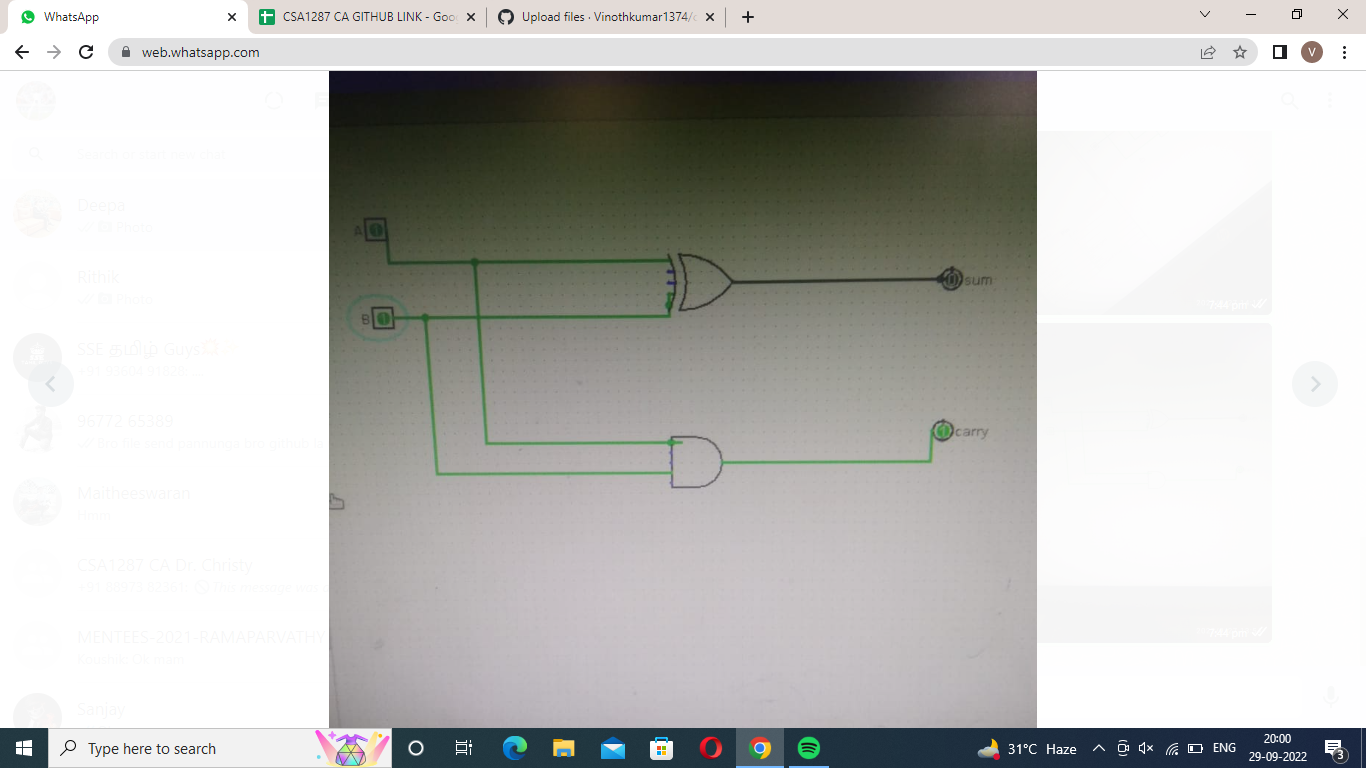 WhatsApp
CSA1287 CA GITHUB LINK - Goo
Upload files · Vinothkumar1374/
web.whatsapp.com
V
Search or start new chat
Deepa
Photo
Rithik
Photo
SSE தமிழ் Guys
96772 65389
Maitheeswaran
CSA1287 CA Dr. Christy
MENTEES-2021-RAMAPARVATHY
Sanjay
A 1
B 1
0 sum
1 carry
7:44 pm
7:44 pm
Type here to search
31°C Haze
ENG
20:00
29-09-2022
3